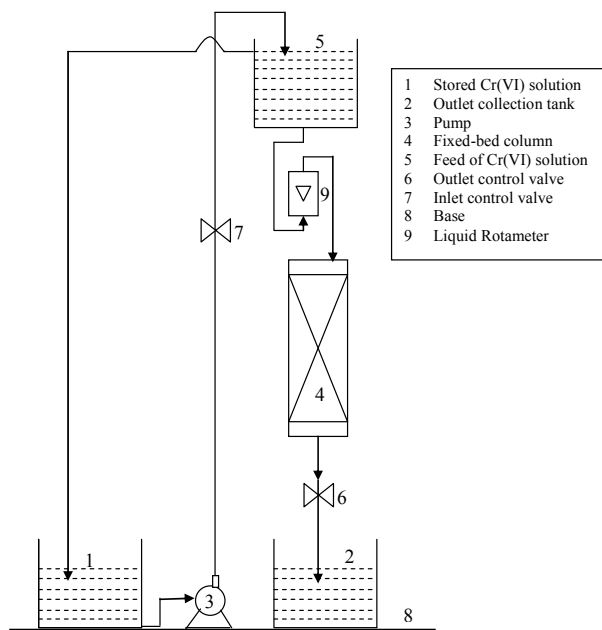 5
1 Stored Cr(VI) solution
2 Outlet collection tank
3 Pump
4 Fixed-bed column
5 Feed of Cr(VI) solution
6 Outlet control valve
7 Inlet control valve
8 Base
9 Liquid Rotameter
9
7
4
6
1
2
3
8